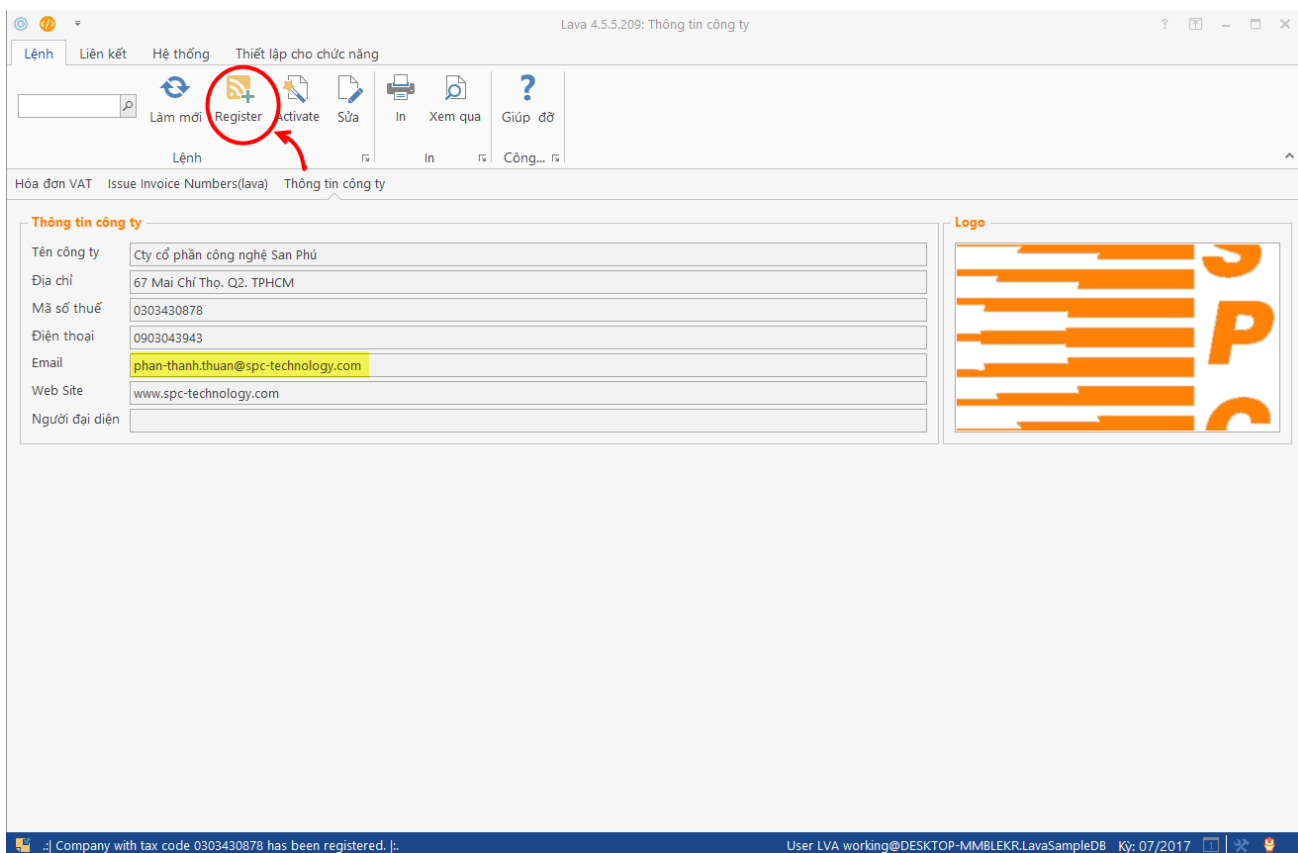 Lava 4.5.5.209: Thông tin công ty
Lệnh Liên kết Hệ thống Thiết lập cho chức năng
Làm mới Register Activate Sửa In Xem qua Giúp đỡ
Lệnh In Công...
Hóa đơn VAT Issue Invoice Numbers(lava) Thông tin công ty
Thông tin công ty Logo
Tên công ty Cty cổ phần công nghệ San Phú
Địa chỉ 67 Mai Chí Thọ. Q2. TPHCM
Mã số thuế 0303430878
Điện thoại 0903043943
Email phan-thanh.thuan@spc-technology.com
Web Site www.spc-technology.com
Người đại diện
S
P
C
.:| Company with tax code 0303430878 has been registered. |:. User LVA working@DESKTOP-MMBLEKR.LavaSampleDB Kỳ: 07/2017 1